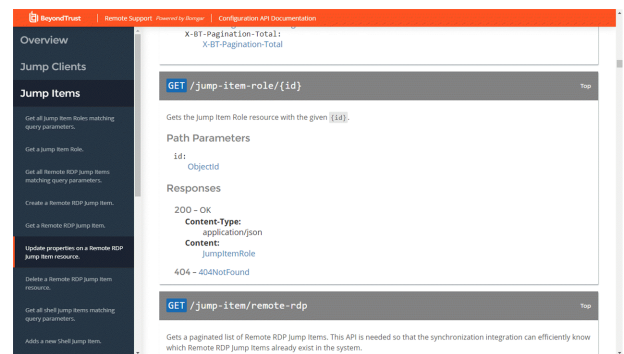 BeyondTrust | Remote Support Powered by Bomgar | Configuration API Documentation
Overview
Jump Clients
Jump Items
Get all Jump Item Roles matching
query parameters.
Get a Jump Item Role.
Get all Remote RDP Jump Items
matching query parameters.
Create a Remote RDP Jump Item.
Get a Remote RDP Jump Item.
Update properties on a Remote RDP
Jump Item resource.
Delete a Remote RDP Jump Item
resource.
Get all shell jump items matching
query parameters.
Adds a new Shell Jump Item.
X-BT-Pagination-Total:
X-BT-Pagination-Total
GET /jump-item-role/{id}
Top
Gets the Jump Item Role resource with the given {id}.
Path Parameters
id:
ObjectId
Responses
200 – OK
Content-Type:
application/json
Content:
JumpItemRole
404 – 404NotFound
GET /jump-item/remote-rdp
Top
Gets a paginated list of Remote RDP Jump Items. This API is needed so that the synchronization integration can efficiently know
which Remote RDP Jump Items already exist in the system.